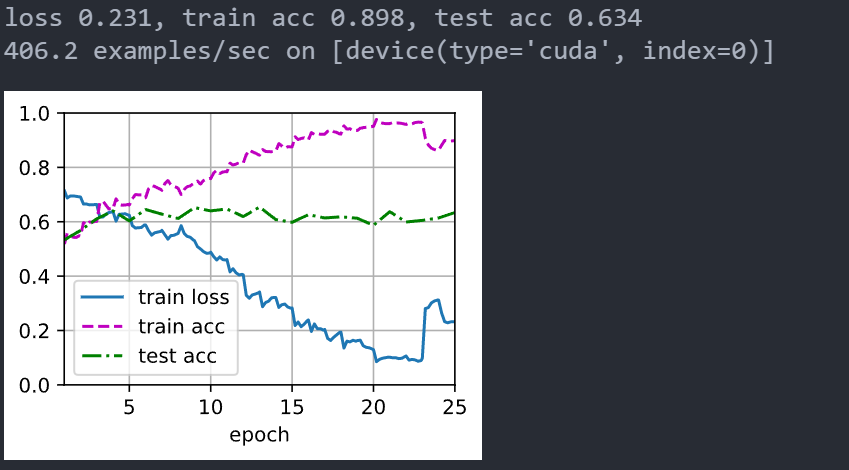 loss 0.231, train acc 0.898, test acc 0.634
406.2 examples/sec on [device(type='cuda', index=0)]
1.0
0.8
0.6
0.4
0.2
0.0
train loss
train acc
test acc
5 10 15 20 25
epoch